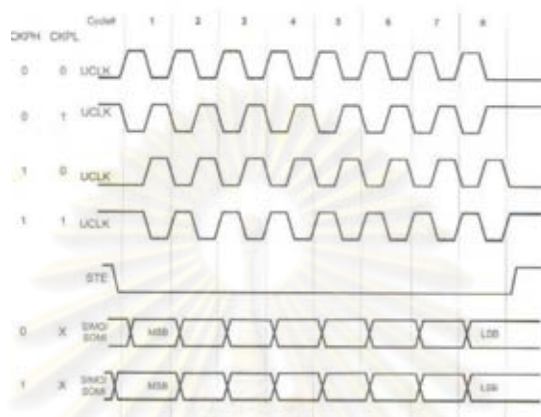 Cycle# 1 2 3 4 5 6 7 8
CKPH CKPL
0 0 UCLK
0 1 UCLK
1 0 UCLK
1 1 UCLK
STE
0 X SIMO/
SOMI MSB LSB
1 X SIMO/
SOMI MSB LSB